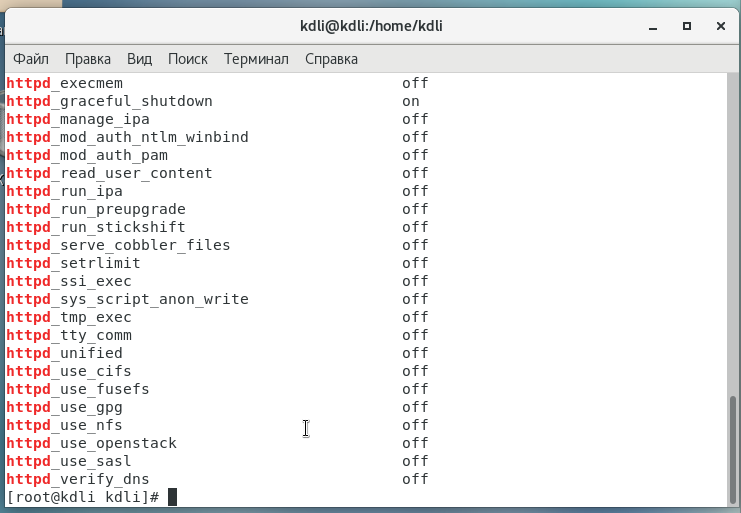 kdli@kdli:/home/kdli
Файл Правка Вид Поиск Терминал Справка
httpd_execmem off
httpd_graceful_shutdown on
httpd_manage_ipa off
httpd_mod_auth_ntlm_winbind off
httpd_mod_auth_pam off
httpd_read_user_content off
httpd_run_ipa off
httpd_run_preupgrade off
httpd_run_stickshift off
httpd_serve_cobbler_files off
httpd_setrlimit off
httpd_ssi_exec off
httpd_sys_script_anon_write off
httpd_tmp_exec off
httpd_tty_comm off
httpd_unified off
httpd_use_cifs off
httpd_use_fusefs off
httpd_use_gpg off
httpd_use_nfs off
httpd_use_openstack off
httpd_use_sasl off
httpd_verify_dns off
[root@kdli kdli]#